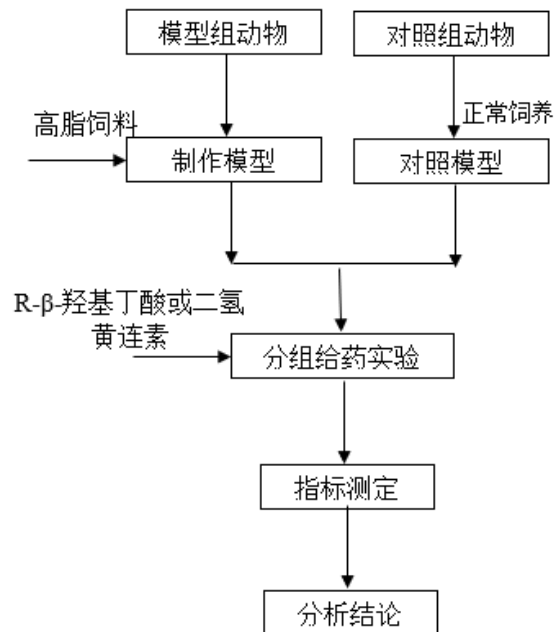 模型组动物
对照组动物
高脂饲料
正常饲养
制作模型
对照模型
R-β-羟基丁酸或二氢
黄连素
分组给药实验
指标测定
分析结论